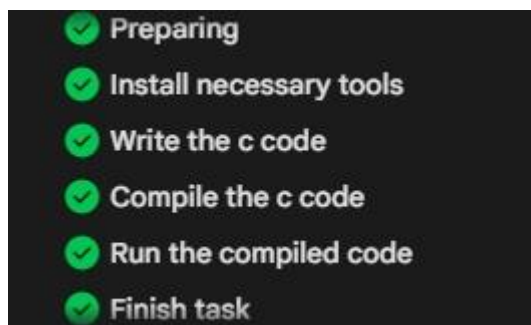 Preparing
Install necessary tools
Write the c code
Compile the c code
Run the compiled code
Finish task